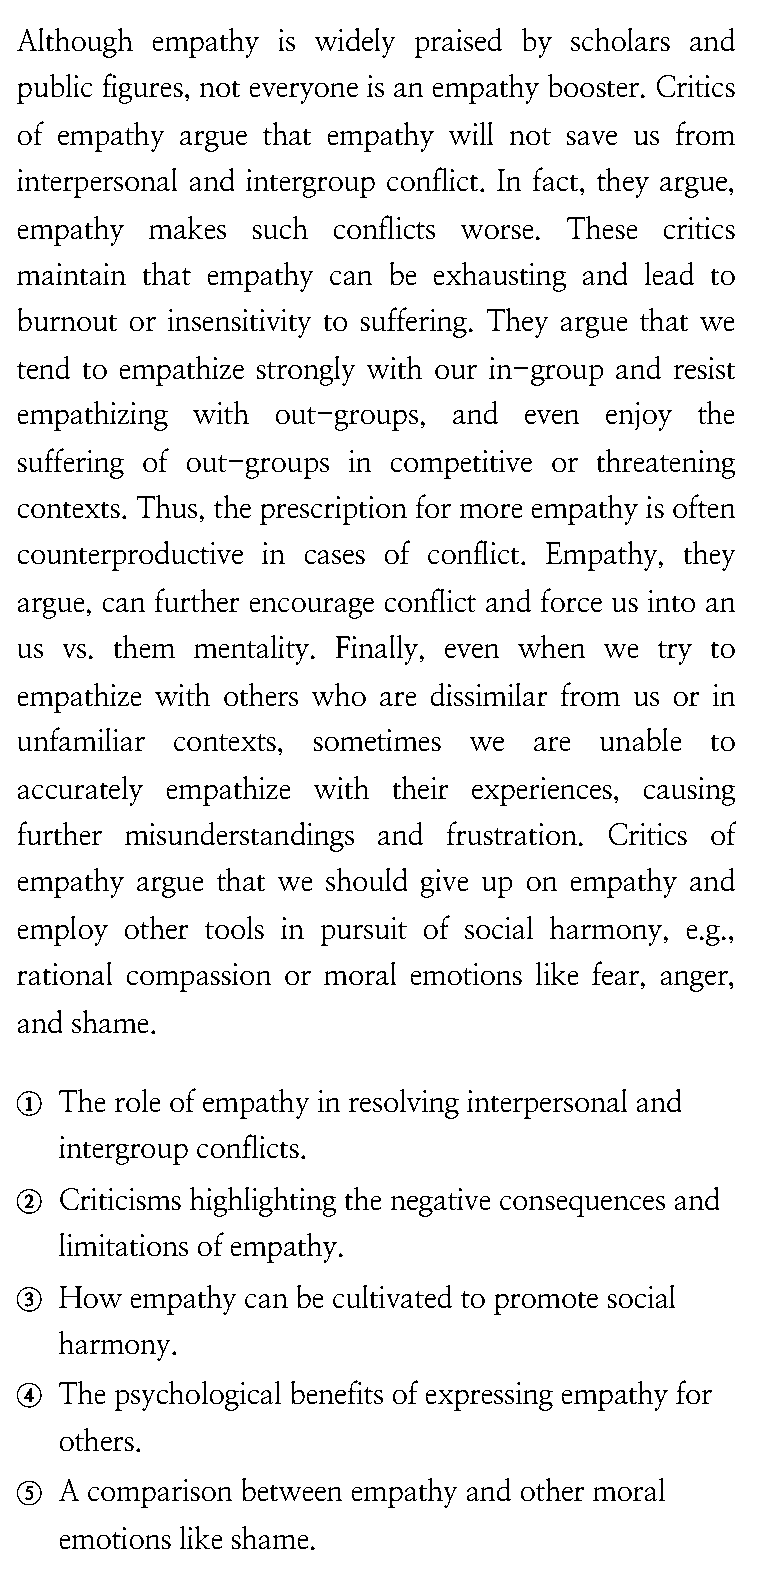 Although empathy is widely praised by scholars and
public figures, not everyone is an empathy booster. Critics
of empathy argue that empathy will not save us from
interpersonal and intergroup conflict. In fact, they argue,
empathy makes such conflicts worse. These critics
maintain that empathy can be exhausting and lead to
burnout or insensitivity to suffering. They argue that we
tend to empathize strongly with our in-group and resist
empathizing with out-groups, and even enjoy the
suffering of out-groups in competitive or threatening
contexts. Thus, the prescription for more empathy is often
counterproductive in cases of conflict. Empathy, they
argue, can further encourage conflict and force us into an
us vs. them mentality. Finally, even when we try to
empathize with others who are dissimilar from us or in
unfamiliar contexts, sometimes we are unable to
accurately empathize with their experiences, causing
further misunderstandings and frustration. Critics of
empathy argue that we should give up on empathy and
employ other tools in pursuit of social harmony, e.g.,
rational compassion or moral emotions like fear, anger,
and shame.
① The role of empathy in resolving interpersonal and
intergroup conflicts.
② Criticisms highlighting the negative consequences and
limitations of empathy.
③ How empathy can be cultivated to promote social
harmony.
④ The psychological benefits of expressing empathy for
others.
⑤ A comparison between empathy and other moral
emotions like shame.